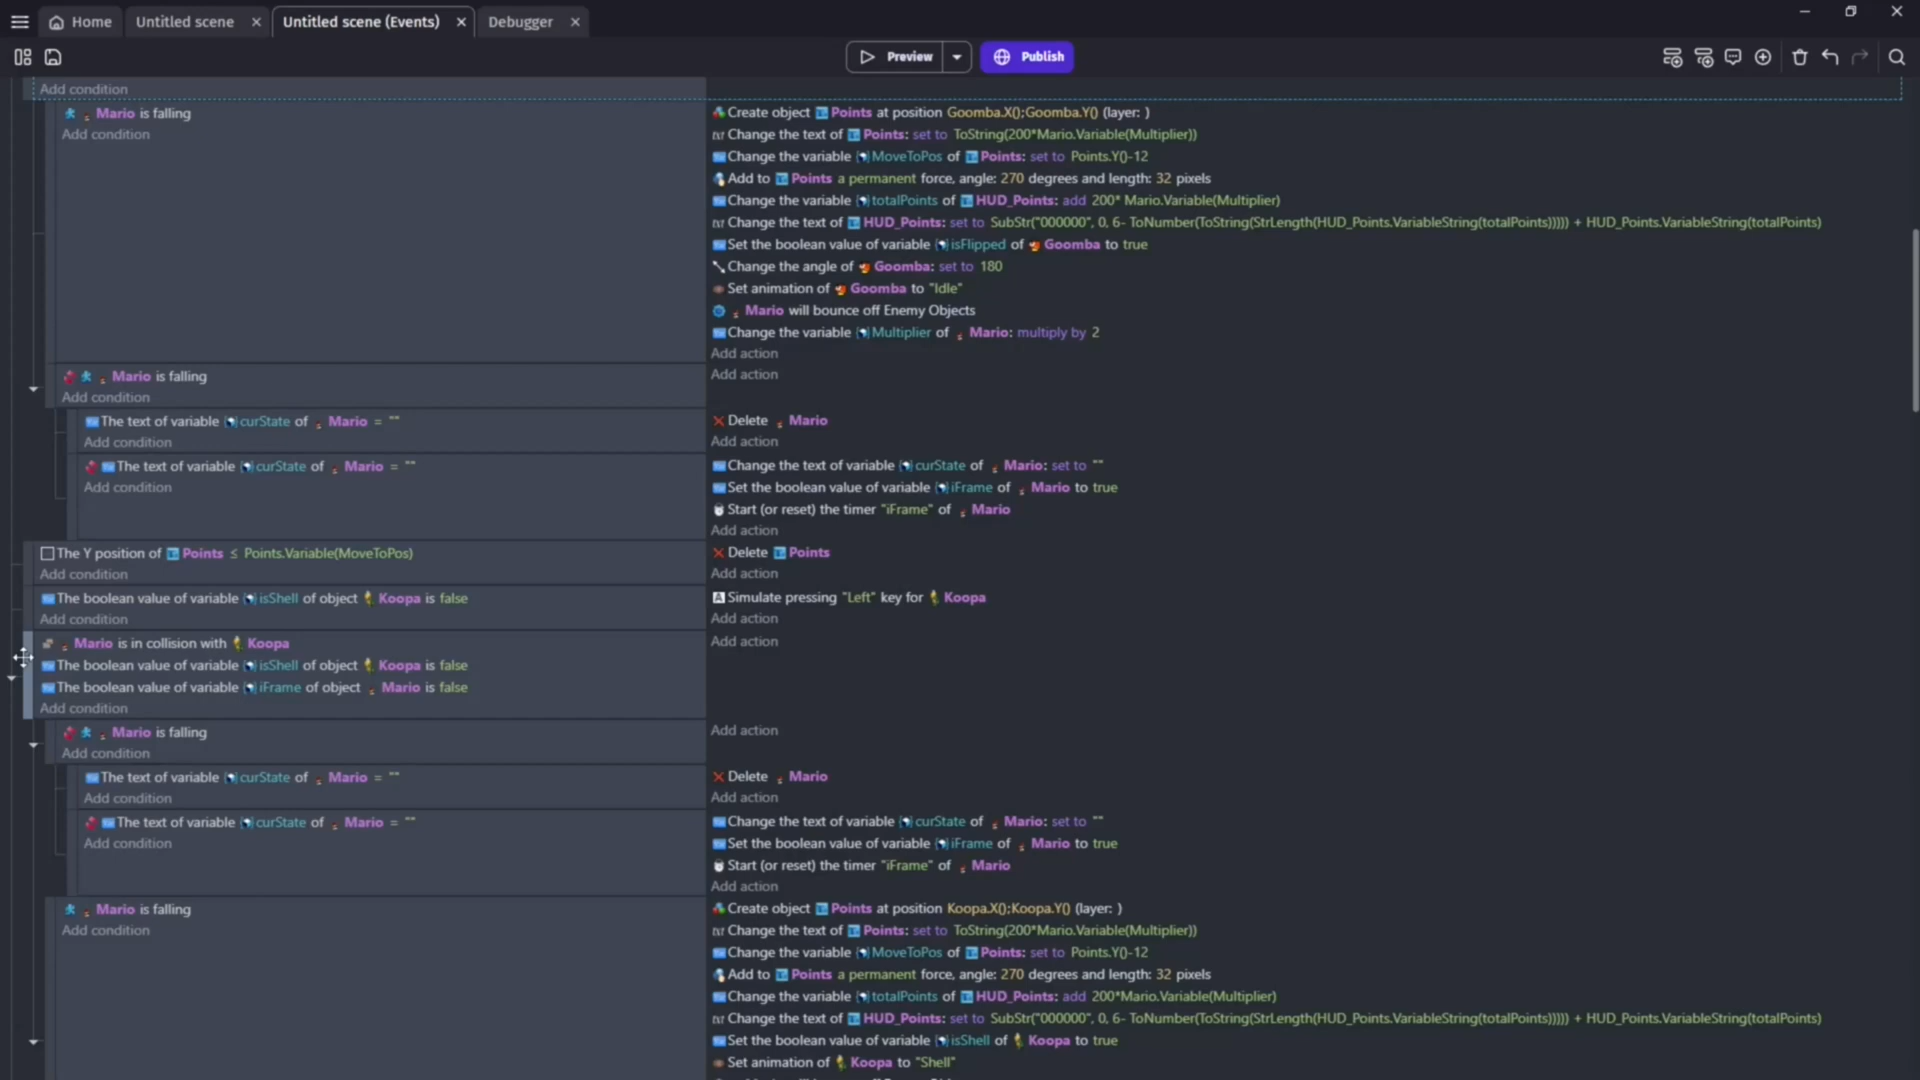 Home
Untitled scene
Untitled scene (Events)
Debugger
Preview
Publish
Add condition
Mario is falling
Add condition
Create object Points at position Goomba.X();Goomba.Y() (layer: )
Change the text of Points: set to ToString(200*Mario.Variable(Multiplier))
Change the variable MoveToPos of Points: set to Points.Y()-12
Add to Points a permanent force, angle: 270 degrees and length: 32 pixels
Change the variable totalPoints of HUD_Points: add 200* Mario.Variable(Multiplier)
Change the text of HUD_Points: set to SubStr("000000", 0, 6- ToNumber(ToString(StrLength(HUD_Points.VariableString(totalPoints))))) + HUD_Points.VariableString(totalPoints)
Set the boolean value of variable isFlipped of Goomba to true
Change the angle of Goomba: set to 180
Set animation of Goomba to "Idle"
Mario will bounce off Enemy Objects
Change the variable Multiplier of Mario: multiply by 2
Add action
Mario is falling
Add condition
Add action
The text of variable curState of Mario = ""
Add condition
Delete Mario
Add action
The text of variable curState of Mario = ""
Add condition
Change the text of variable curState of Mario: set to ""
Set the boolean value of variable iFrame of Mario to true
Start (or reset) the timer "iFrame" of Mario
Add action
The Y position of Points ≤ Points.Variable(MoveToPos)
Add condition
Delete Points
Add action
The boolean value of variable isShell of object Koopa is false
Add condition
Simulate pressing "Left" key for Koopa
Add action
Mario is in collision with Koopa
The boolean value of variable isShell of object Koopa is false
The boolean value of variable iFrame of object Mario is false
Add condition
Add action
Mario is falling
Add condition
Add action
The text of variable curState of Mario = ""
Add condition
Delete Mario
Add action
The text of variable curState of Mario = ""
Add condition
Change the text of variable curState of Mario: set to ""
Set the boolean value of variable iFrame of Mario to true
Start (or reset) the timer "iFrame" of Mario
Add action
Mario is falling
Add condition
Create object Points at position Koopa.X();Koopa.Y() (layer: )
Change the text of Points: set to ToString(200*Mario.Variable(Multiplier))
Change the variable MoveToPos of Points: set to Points.Y()-12
Add to Points a permanent force, angle: 270 degrees and length: 32 pixels
Change the variable totalPoints of HUD_Points: add 200*Mario.Variable(Multiplier)
Change the text of HUD_Points: set to SubStr("000000", 0, 6- ToNumber(ToString(StrLength(HUD_Points.VariableString(totalPoints))))) + HUD_Points.VariableString(totalPoints)
Set the boolean value of variable isShell of Koopa to true
Set animation of Koopa to "Shell"